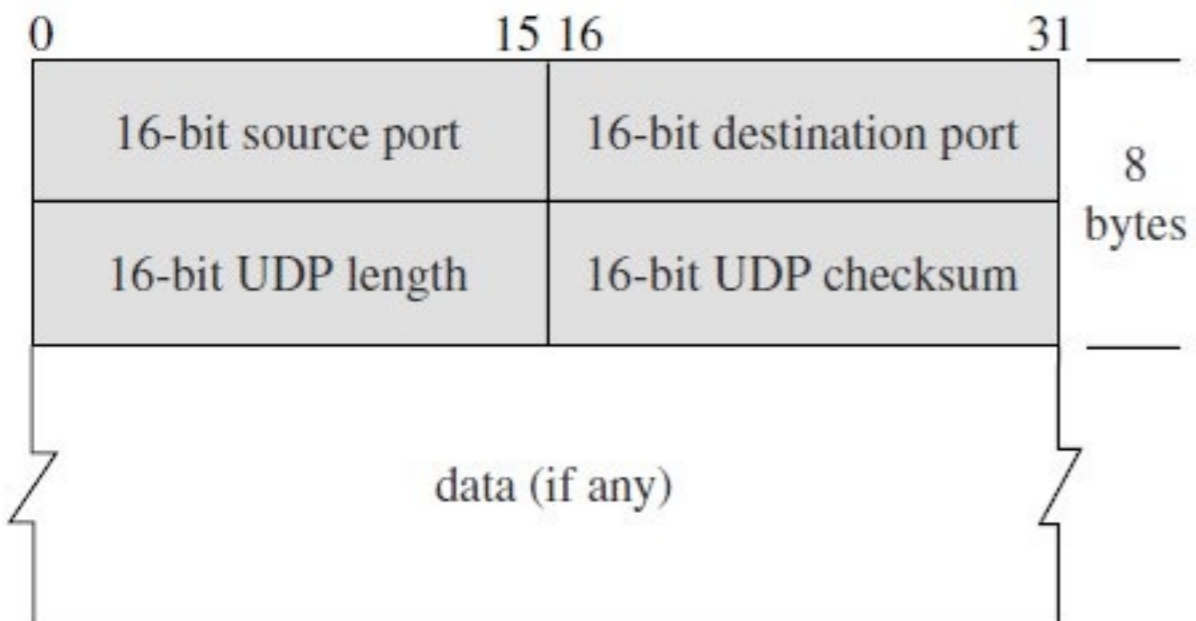 0 15 16 31
16-bit source port 16-bit destination port
8
bytes
16-bit UDP length 16-bit UDP checksum
data (if any)